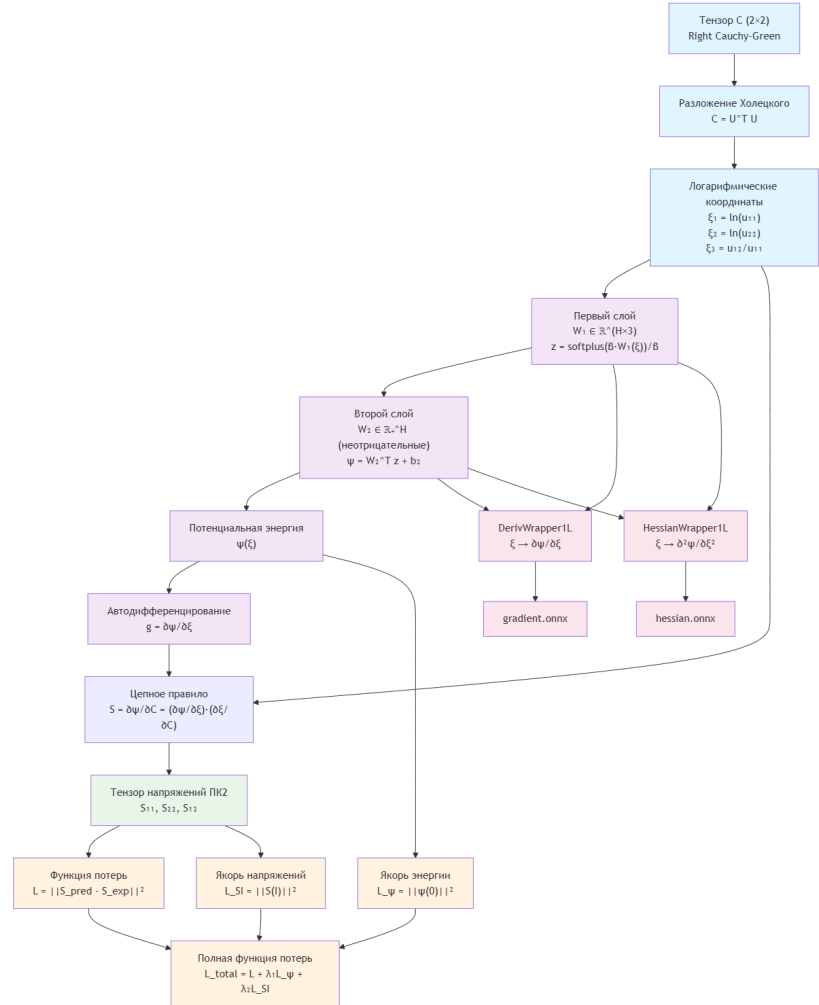 Тензор C (2×2)
Right Cauchy-Green
Разложение Холецкого
C = U^T U
Логарифмические
координаты
ξ₁ = ln(u₁₁)
ξ₂ = ln(u₂₂)
ξ₃ = u₁₂/u₁₁
Первый слой
W₁ ∈ ℝ^(H×3)
z = softplus(β·W₁(ξ))/β
Второй слой
W₂ ∈ ℝ₊^H
(неотрицательные)
ψ = W₂^T z + b₂
Потенциальная энергия
ψ(ξ)
DerivWrapper1L
ξ → ∂ψ/∂ξ
HessianWrapper1L
ξ → ∂²ψ/∂ξ²
Автодифференцирование
g = ∂ψ/∂ξ
gradient.onnx
hessian.onnx
Цепное правило
S = ∂ψ/∂C = (∂ψ/∂ξ)·(∂ξ/
∂C)
Тензор напряжений ПК2
S₁₁, S₂₂, S₁₂
Функция потерь
L = ||S_pred - S_exp||²
Якорь напряжений
L_SI = ||S(I)||²
Якорь энергии
L_ψ = ||ψ(0)||²
Полная функция потерь
L_total = L + λ₁L_ψ +
λ₂L_SI